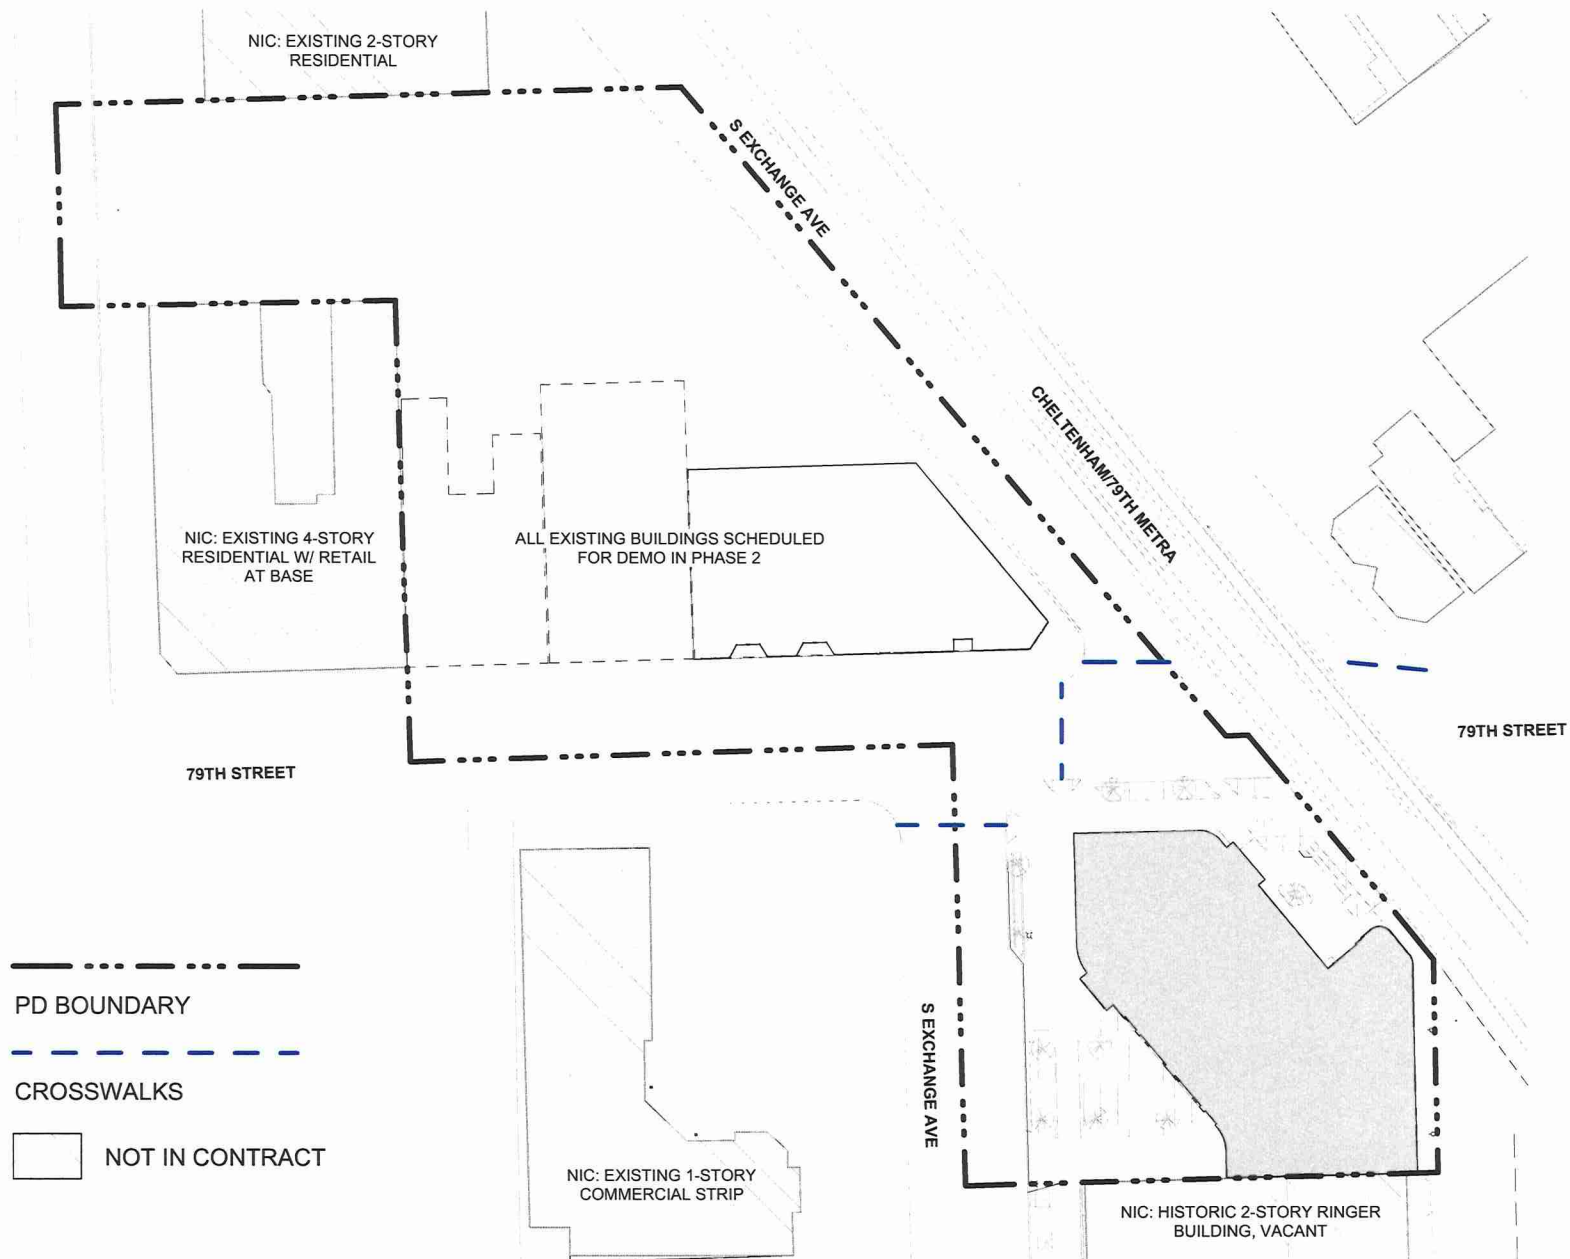 NIC: EXISTING 2-STORY
RESIDENTIAL
S EXCHANGE AVE
CHELTENHAM/79TH METRA
NIC: EXISTING 4-STORY
RESIDENTIAL W/ RETAIL
AT BASE
ALL EXISTING BUILDINGS SCHEDULED
FOR DEMO IN PHASE 2
79TH STREET
79TH STREET
S EXCHANGE AVE
PD BOUNDARY
CROSSWALKS
NOT IN CONTRACT
NIC: EXISTING 1-STORY
COMMERCIAL STRIP
NIC: HISTORIC 2-STORY RINGER
BUILDING, VACANT